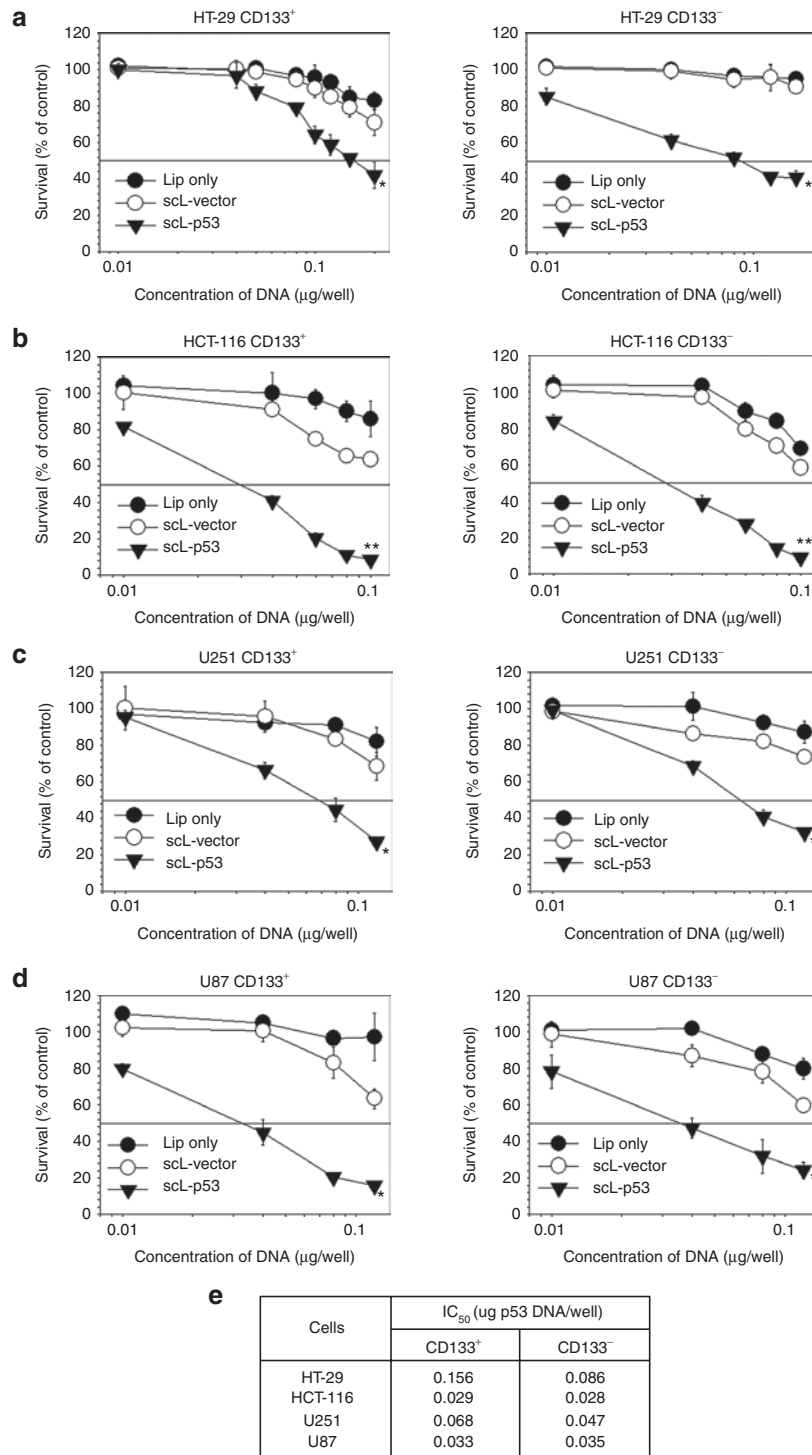 a
HT-29 CD133⁺
120
100
80
60
40
20
0
Survival (% of control)
Lip only
scL-vector
scL-p53
*
0.01 0.1
Concentration of DNA (µg/well)
HT-29 CD133⁻
120
100
80
60
40
20
0
Survival (% of control)
Lip only
scL-vector
scL-p53
*
0.01 0.1
Concentration of DNA (µg/well)
b
HCT-116 CD133⁺
120
100
80
60
40
20
0
Survival (% of control)
Lip only
scL-vector
scL-p53
**
0.01 0.1
Concentration of DNA (µg/well)
HCT-116 CD133⁻
120
100
80
60
40
20
0
Survival (% of control)
Lip only
scL-vector
scL-p53
**
0.01 0.1
Concentration of DNA (µg/well)
c
U251 CD133⁺
120
100
80
60
40
20
0
Survival (% of control)
Lip only
scL-vector
scL-p53
*
0.01 0.1
Concentration of DNA (µg/well)
U251 CD133⁻
120
100
80
60
40
20
0
Survival (% of control)
Lip only
scL-vector
scL-p53
0.01 0.1
Concentration of DNA (µg/well)
d
U87 CD133⁺
120
100
80
60
40
20
0
Survival (% of control)
Lip only
scL-vector
scL-p53
*
0.01 0.1
Concentration of DNA (µg/well)
U87 CD133⁻
120
100
80
60
40
20
0
Survival (% of control)
Lip only
scL-vector
scL-p53
0.01 0.1
Concentration of DNA (µg/well)
e
Cells IC₅₀ (ug p53 DNA/well)
CD133⁺ CD133⁻
HT-29 0.156 0.086
HCT-116 0.029 0.028
U251 0.068 0.047
U87 0.033 0.035